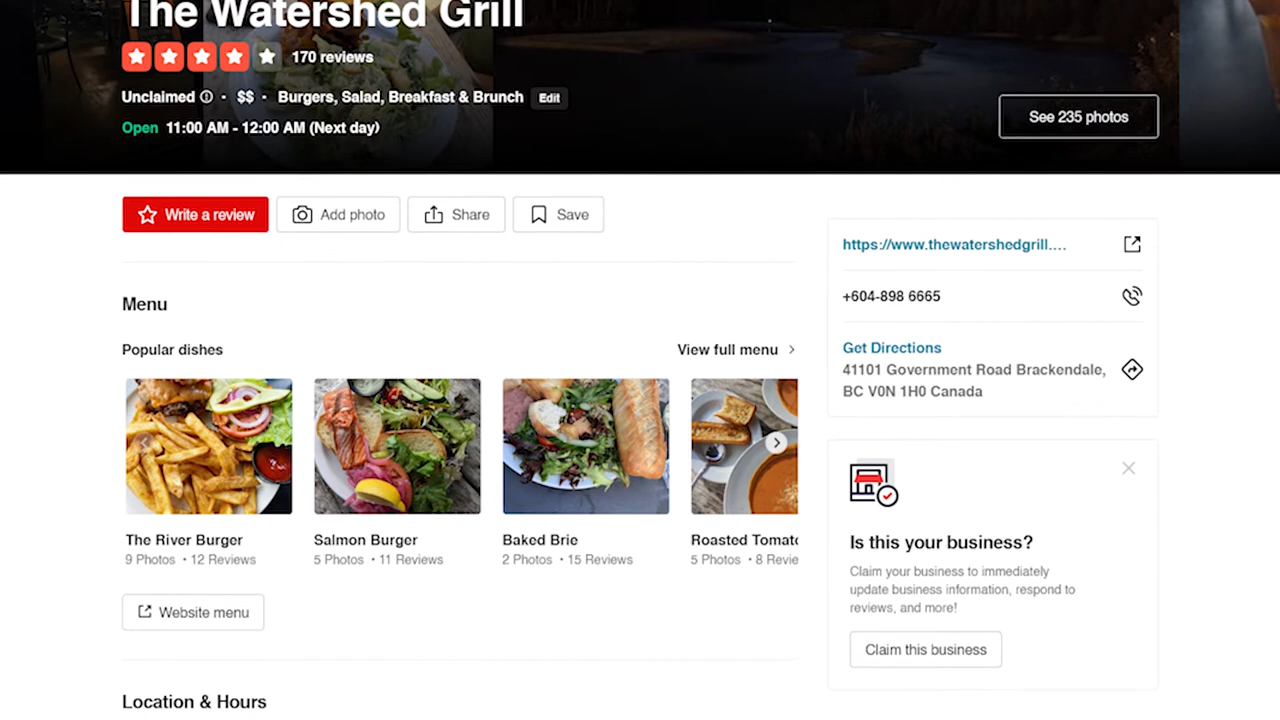 The Watershed Grill
170 reviews
Unclaimed · $$ · Burgers, Salad, Breakfast & Brunch Edit
Open 11:00 AM - 12:00 AM (Next day)
See 235 photos
Write a review Add photo Share Save
https://www.thewatershedgrill....
+604-898 6665
Get Directions
41101 Government Road Brackendale,
BC V0N 1H0 Canada
Menu
Popular dishes View full menu
The River Burger
9 Photos • 12 Reviews
Salmon Burger
5 Photos • 11 Reviews
Baked Brie
2 Photos • 15 Reviews
Roasted Tomato
5 Photos • 8 Revie
Website menu
Is this your business?
Claim your business to immediately
update business information, respond to
reviews, and more!
Claim this business
Location & Hours